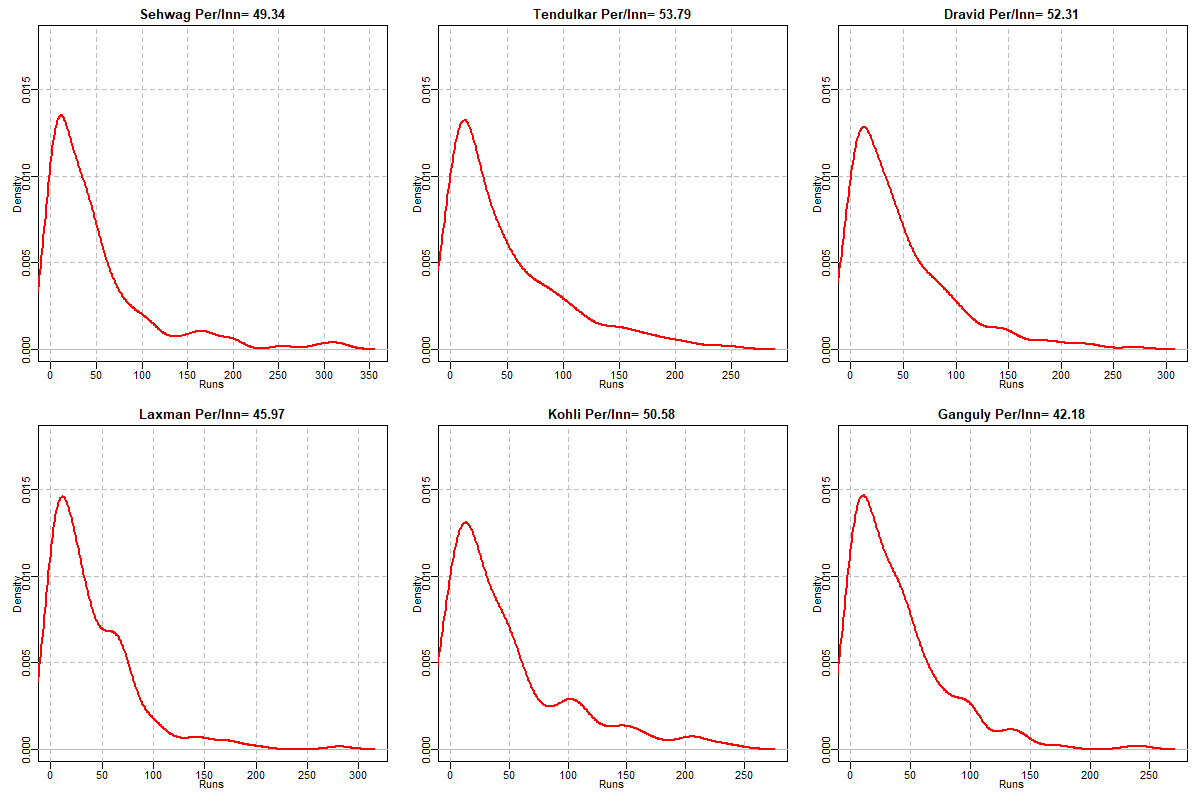 Sehwag Per/Inn= 49.34
Density
0.015
0.010
0.005
0.000
0 50 100 150 200 250 300 350
Runs
Tendulkar Per/Inn= 53.79
Density
0.015
0.010
0.005
0.000
0 50 100 150 200 250
Runs
Dravid Per/Inn= 52.31
Density
0.015
0.010
0.005
0.000
0 50 100 150 200 250 300
Runs
Laxman Per/Inn= 45.97
Density
0.015
0.010
0.005
0.000
0 50 100 150 200 250 300
Runs
Kohli Per/Inn= 50.58
Density
0.015
0.010
0.005
0.000
0 50 100 150 200 250
Runs
Ganguly Per/Inn= 42.18
Density
0.015
0.010
0.005
0.000
0 50 100 150 200 250
Runs